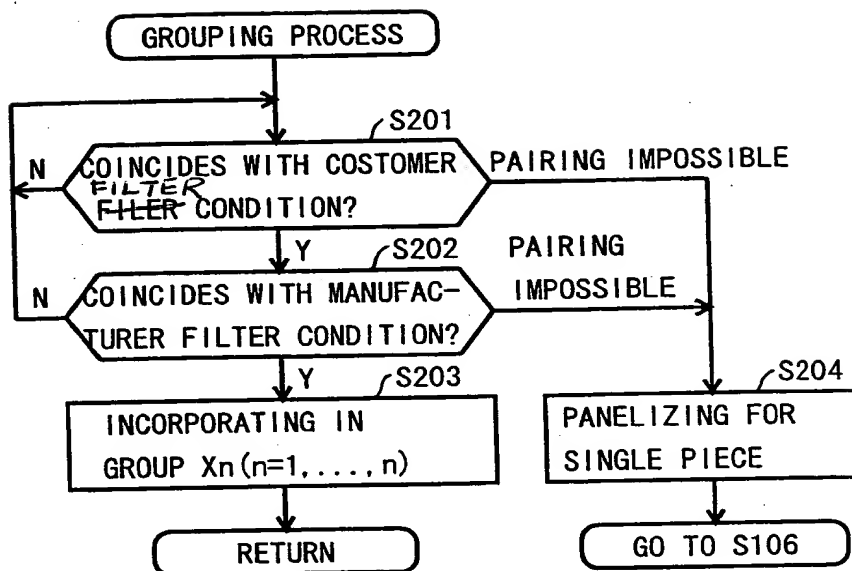 GROUPING PROCESS
S201
N
COINCIDES WITH COSTOMER
PAIRING IMPOSSIBLE
FILTER
FILER CONDITION?
Y
S202
PAIRING
IMPOSSIBLE
N
COINCIDES WITH MANUFAC-
TURER FILTER CONDITION?
Y
S203
S204
INCORPORATING IN
GROUP Xn(n=1,...,n)
PANELIZING FOR
SINGLE PIECE
RETURN
GO TO S106